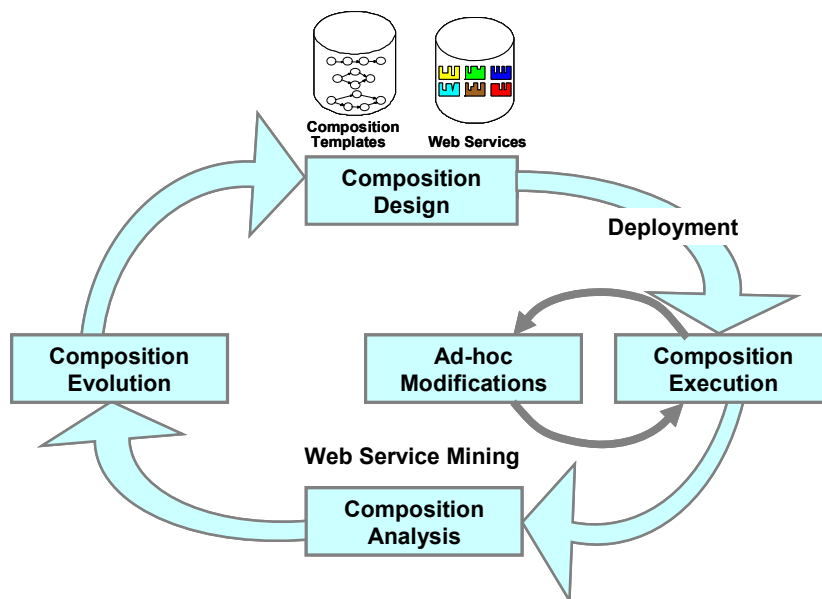 Composition
Templates
Web Services
Composition
Design
Deployment
Composition
Evolution
Ad-hoc
Modifications
Composition
Execution
Web Service Mining
Composition
Analysis